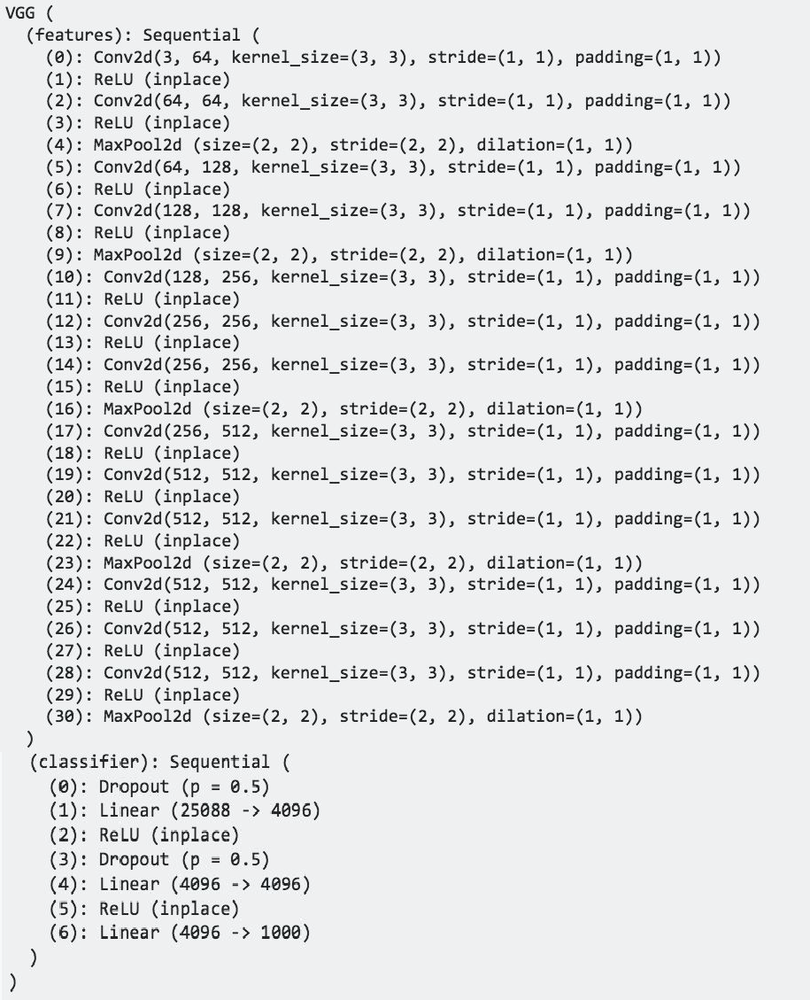 VGG (
(features): Sequential (
(0): Conv2d(3, 64, kernel_size=(3, 3), stride=(1, 1), padding=(1, 1))
(1): ReLU (inplace)
(2): Conv2d(64, 64, kernel_size=(3, 3), stride=(1, 1), padding=(1, 1))
(3): ReLU (inplace)
(4): MaxPool2d (size=(2, 2), stride=(2, 2), dilation=(1, 1))
(5): Conv2d(64, 128, kernel_size=(3, 3), stride=(1, 1), padding=(1, 1))
(6): ReLU (inplace)
(7): Conv2d(128, 128, kernel_size=(3, 3), stride=(1, 1), padding=(1, 1))
(8): ReLU (inplace)
(9): MaxPool2d (size=(2, 2), stride=(2, 2), dilation=(1, 1))
(10): Conv2d(128, 256, kernel_size=(3, 3), stride=(1, 1), padding=(1, 1))
(11): ReLU (inplace)
(12): Conv2d(256, 256, kernel_size=(3, 3), stride=(1, 1), padding=(1, 1))
(13): ReLU (inplace)
(14): Conv2d(256, 256, kernel_size=(3, 3), stride=(1, 1), padding=(1, 1))
(15): ReLU (inplace)
(16): MaxPool2d (size=(2, 2), stride=(2, 2), dilation=(1, 1))
(17): Conv2d(256, 512, kernel_size=(3, 3), stride=(1, 1), padding=(1, 1))
(18): ReLU (inplace)
(19): Conv2d(512, 512, kernel_size=(3, 3), stride=(1, 1), padding=(1, 1))
(20): ReLU (inplace)
(21): Conv2d(512, 512, kernel_size=(3, 3), stride=(1, 1), padding=(1, 1))
(22): ReLU (inplace)
(23): MaxPool2d (size=(2, 2), stride=(2, 2), dilation=(1, 1))
(24): Conv2d(512, 512, kernel_size=(3, 3), stride=(1, 1), padding=(1, 1))
(25): ReLU (inplace)
(26): Conv2d(512, 512, kernel_size=(3, 3), stride=(1, 1), padding=(1, 1))
(27): ReLU (inplace)
(28): Conv2d(512, 512, kernel_size=(3, 3), stride=(1, 1), padding=(1, 1))
(29): ReLU (inplace)
(30): MaxPool2d (size=(2, 2), stride=(2, 2), dilation=(1, 1))
)
(classifier): Sequential (
(0): Dropout (p = 0.5)
(1): Linear (25088 -> 4096)
(2): ReLU (inplace)
(3): Dropout (p = 0.5)
(4): Linear (4096 -> 4096)
(5): ReLU (inplace)
(6): Linear (4096 -> 1000)
)
)